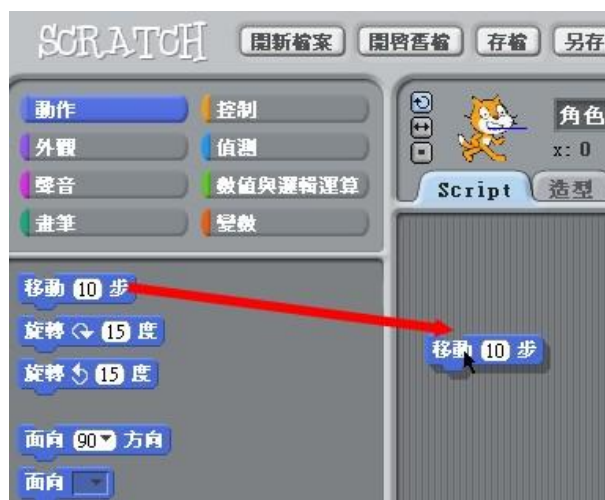 SCRATCH 開新檔案 開啓舊檔 存檔 另存
動作 控制
外觀 偵測
聲音 數值與邏輯運算
畫筆 變數
角色
x: 0
Script 造型
移動 10 步
旋轉 15 度
旋轉 15 度
面向 90 方向
面向
移動 10 步